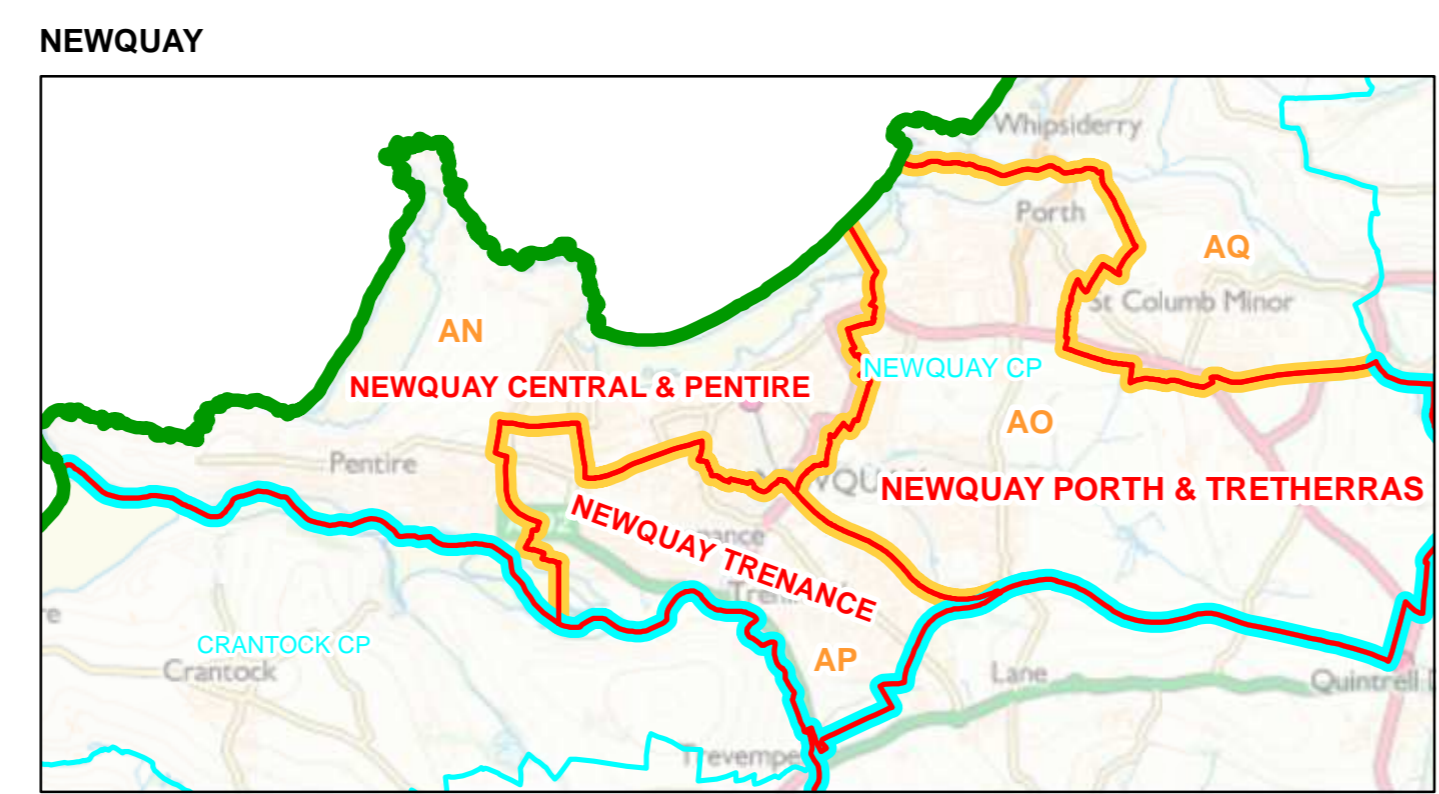 NEWQUAY
Whipsiderry
Porth
AQ
St Columb Minor
AN
NEWQUAY CP
NEWQUAY CENTRAL & PENTIRE
AO
Pentire
NEWQUAY PORTH & TRETHERRAS
NEWQUAY TRENANCE
CRANTOCK CP
AP
Crantock
Lane
Quintrell